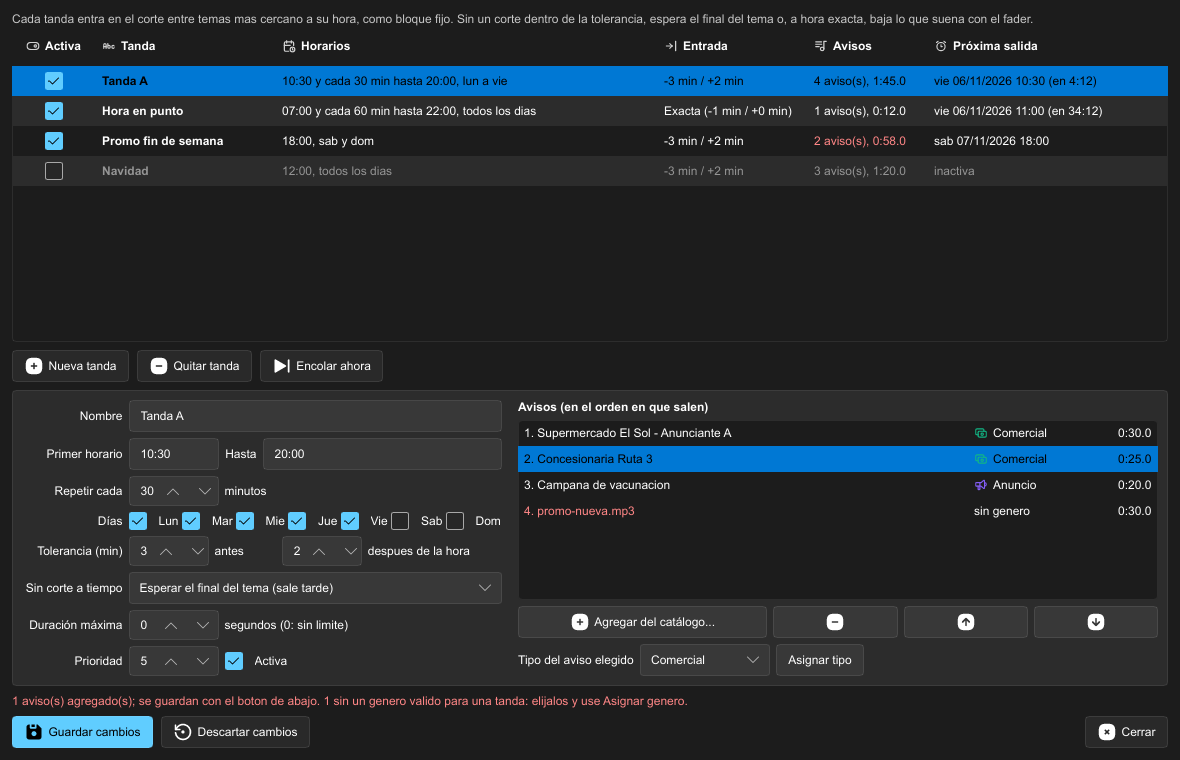 Cada tanda entra en el corte entre temas mas cercano a su hora, como bloque fijo. Sin un corte dentro de la tolerancia, espera el final del tema o, a hora exacta, baja lo que suena con el fader.
Activa Abc Tanda Horarios Entrada Avisos Próxima salida
Tanda A 10:30 y cada 30 min hasta 20:00, lun a vie -3 min / +2 min 4 aviso(s), 1:45.0 vie 06/11/2026 10:30 (en 4:12)
Hora en punto 07:00 y cada 60 min hasta 22:00, todos los dias Exacta (-1 min / +0 min) 1 aviso(s), 0:12.0 vie 06/11/2026 11:00 (en 34:12)
Promo fin de semana 18:00, sab y dom -3 min / +2 min 2 aviso(s), 0:58.0 sab 07/11/2026 18:00
Navidad 12:00, todos los dias -3 min / +2 min 3 aviso(s), 1:20.0 inactiva
Nueva tanda Quitar tanda Encolar ahora
Nombre Tanda A
Primer horario 10:30 Hasta 20:00
Repetir cada 30 minutos
Días Lun Mar Mie Jue Vie Sab Dom
Tolerancia (min) 3 antes 2 despues de la hora
Sin corte a tiempo Esperar el final del tema (sale tarde)
Duración máxima 0 segundos (0: sin limite)
Prioridad 5 Activa
Avisos (en el orden en que salen)
1. Supermercado El Sol - Anunciante A Comercial 0:30.0
2. Concesionaria Ruta 3 Comercial 0:25.0
3. Campana de vacunacion Anuncio 0:20.0
4. promo-nueva.mp3 sin genero 0:30.0
Agregar del catálogo...
Tipo del aviso elegido Comercial Asignar tipo
1 aviso(s) agregado(s); se guardan con el boton de abajo. 1 sin un genero valido para una tanda: elijalos y use Asignar genero.
Guardar cambios Descartar cambios Cerrar